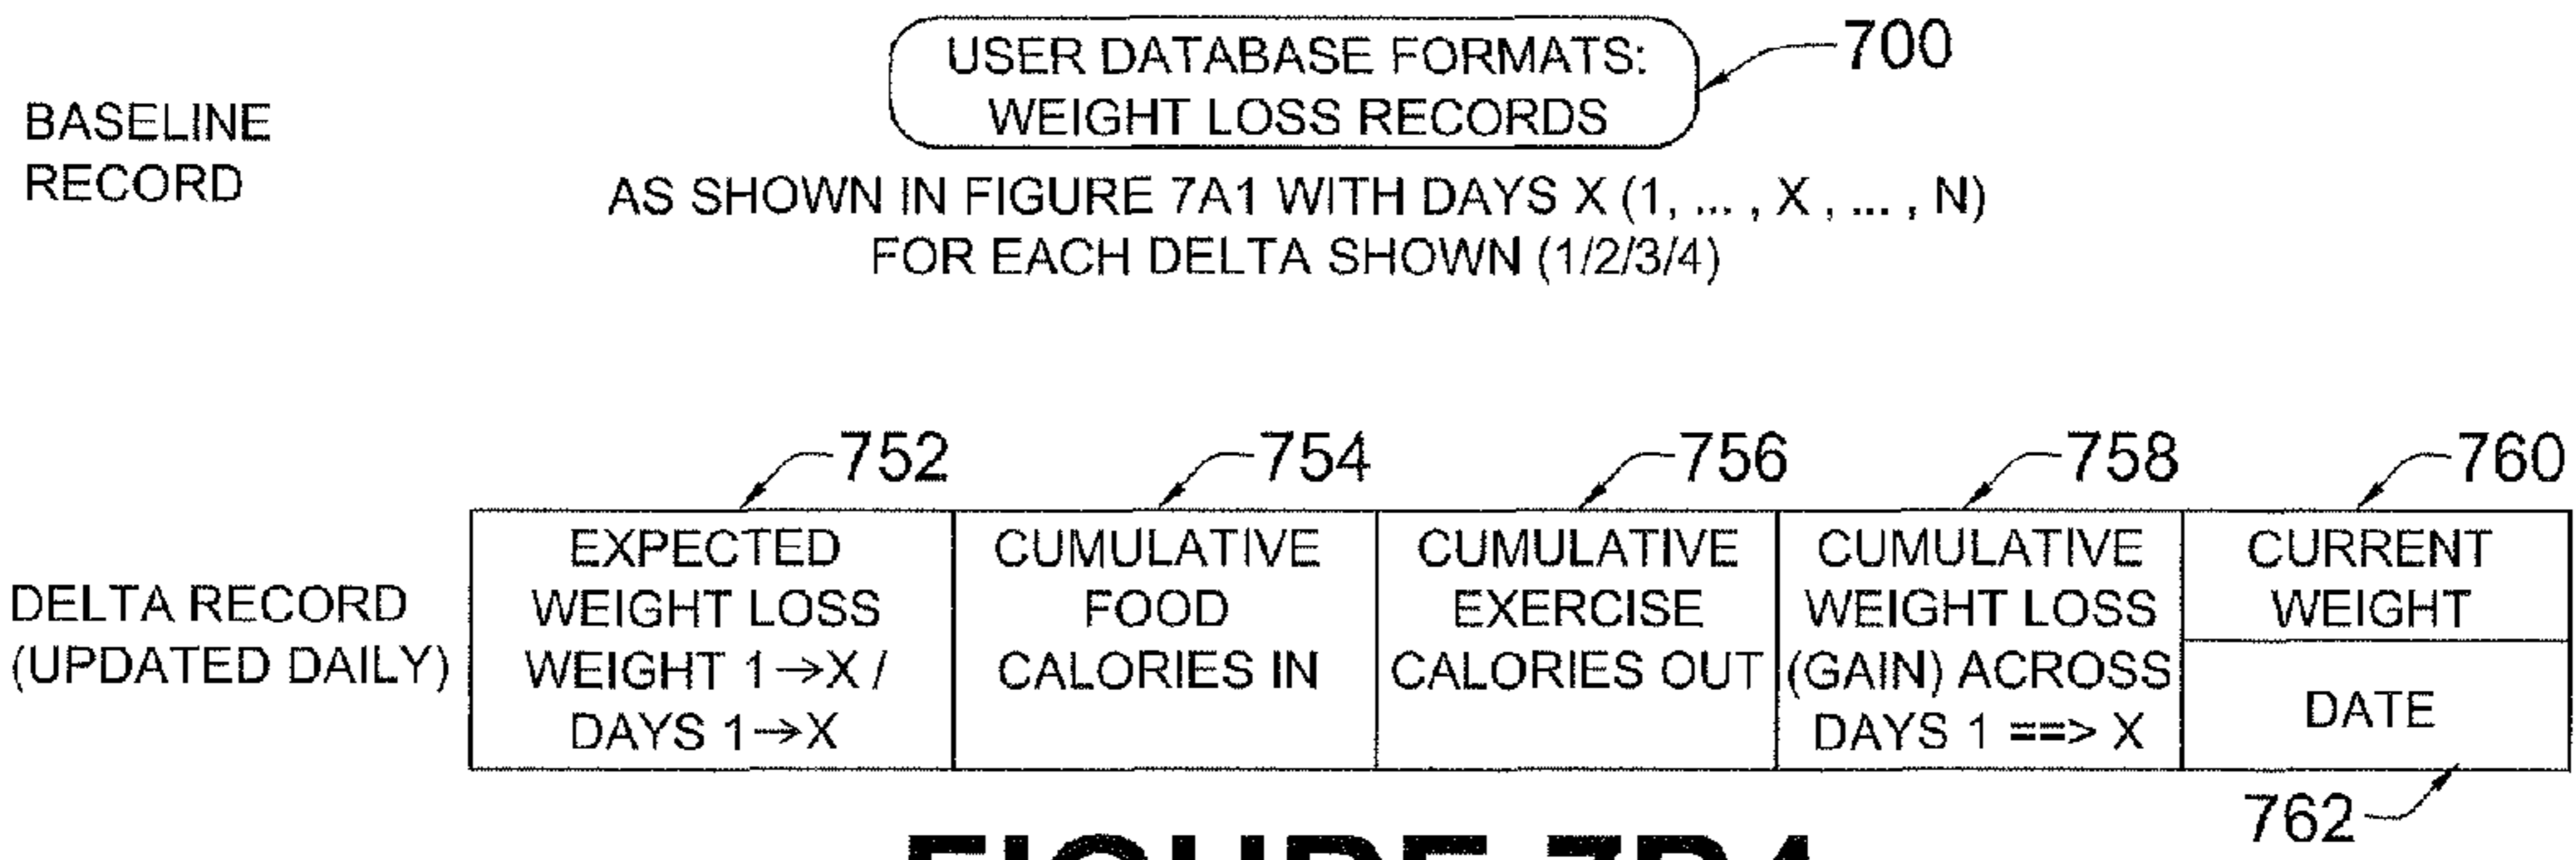 USER DATABASE FORMATS:
WEIGHT LOSS RECORDS
700
BASELINE
RECORD
AS SHOWN IN FIGURE 7A1 WITH DAYS X (1, ... , X , ... , N)
FOR EACH DELTA SHOWN (1/2/3/4)
752
754
756
758
760
DELTA RECORD
(UPDATED DAILY)
EXPECTED
WEIGHT LOSS
WEIGHT 1→X /
DAYS 1→X
CUMULATIVE
FOOD
CALORIES IN
CUMULATIVE
EXERCISE
CALORIES OUT
CUMULATIVE
WEIGHT LOSS
(GAIN) ACROSS
DAYS 1 ==> X
CURRENT
WEIGHT
DATE
762
FIGURE